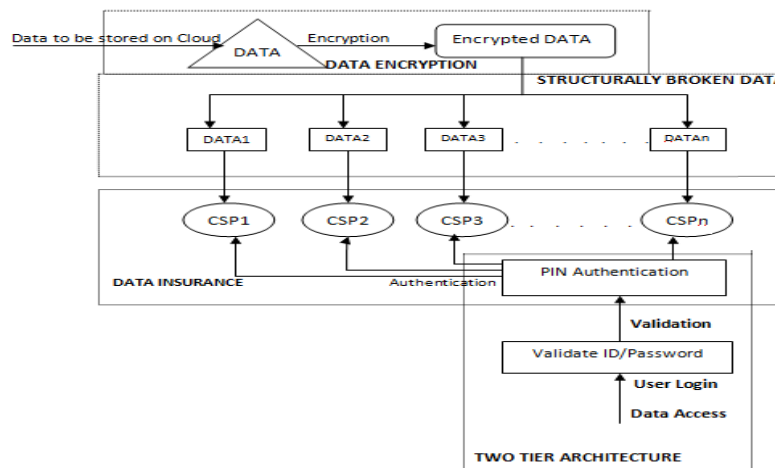 Data to be stored on Cloud
DATA
Encryption
Encrypted DATA
DATA ENCRYPTION
STRUCTURALLY BROKEN DATA
DATA1
DATA2
DATA3
DATAn
CSP1
CSP2
CSP3
CSPn
DATA INSURANCE
Authentication
PIN Authentication
Validation
Validate ID/Password
User Login
Data Access
TWO TIER ARCHITECTURE